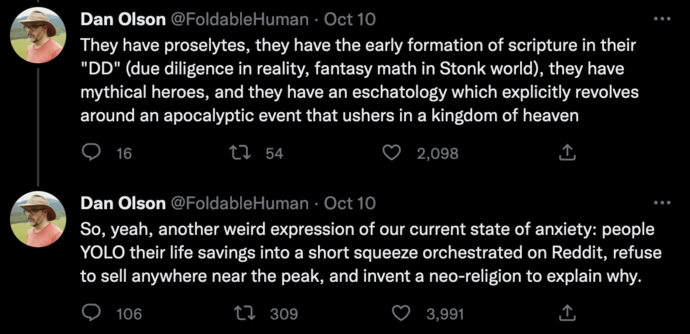 Dan Olson @FoldableHuman · Oct 10
They have proselytes, they have the early formation of scripture in their
"DD" (due diligence in reality, fantasy math in Stonk world), they have
mythical heroes, and they have an eschatology which explicitly revolves
around an apocalyptic event that ushers in a kingdom of heaven
16 54 2,098
Dan Olson @FoldableHuman · Oct 10
So, yeah, another weird expression of our current state of anxiety: people
YOLO their life savings into a short squeeze orchestrated on Reddit, refuse
to sell anywhere near the peak, and invent a neo-religion to explain why.
106 309 3,991